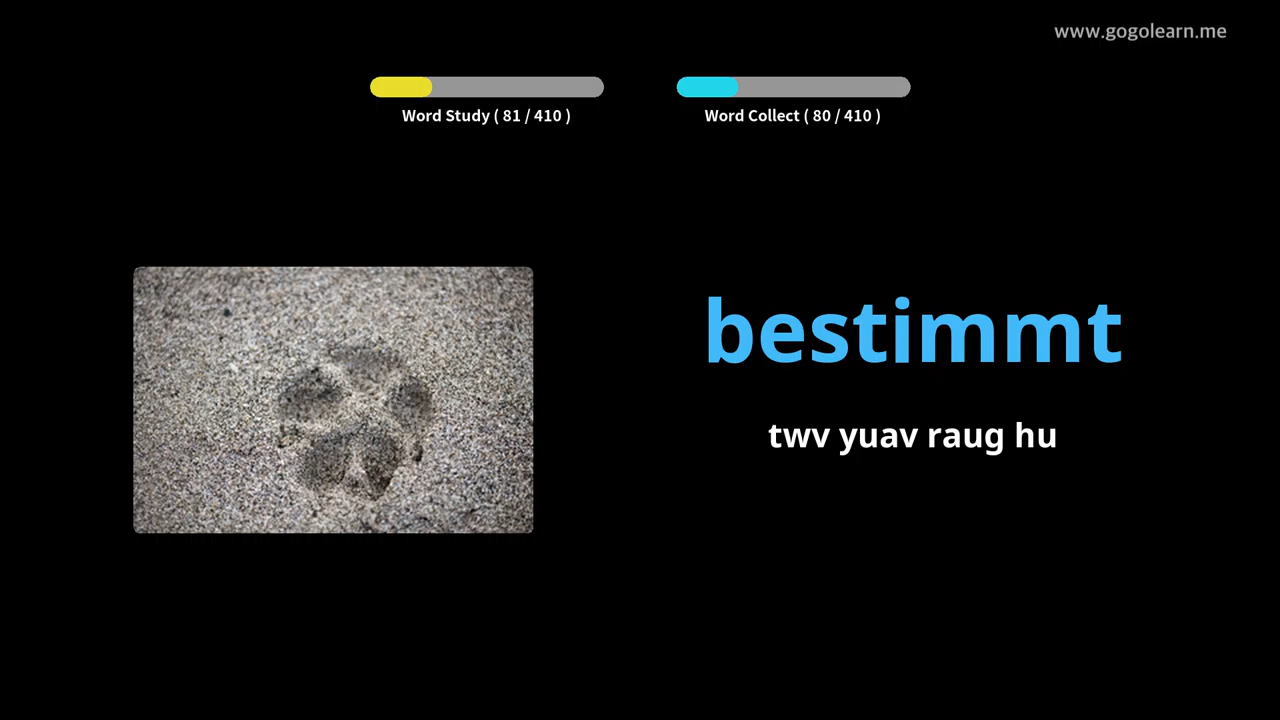 www.gogolearn.me
Word Study ( 81 / 410 )
Word Collect ( 80 / 410 )
bestimmt
twv yuav raug hu